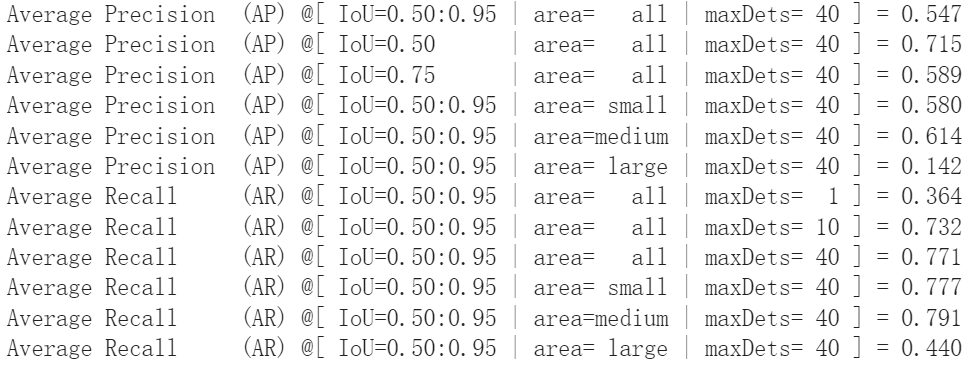 Average Precision  (AP) @[ IoU=0.50:0.95 | area=   all | maxDets= 40 ] = 0.547
Average Precision  (AP) @[ IoU=0.50      | area=   all | maxDets= 40 ] = 0.715
Average Precision  (AP) @[ IoU=0.75      | area=   all | maxDets= 40 ] = 0.589
Average Precision  (AP) @[ IoU=0.50:0.95 | area= small | maxDets= 40 ] = 0.580
Average Precision  (AP) @[ IoU=0.50:0.95 | area=medium | maxDets= 40 ] = 0.614
Average Precision  (AP) @[ IoU=0.50:0.95 | area= large | maxDets= 40 ] = 0.142
Average Recall     (AR) @[ IoU=0.50:0.95 | area=   all | maxDets=  1 ] = 0.364
Average Recall     (AR) @[ IoU=0.50:0.95 | area=   all | maxDets= 10 ] = 0.732
Average Recall     (AR) @[ IoU=0.50:0.95 | area=   all | maxDets= 40 ] = 0.771
Average Recall     (AR) @[ IoU=0.50:0.95 | area= small | maxDets= 40 ] = 0.777
Average Recall     (AR) @[ IoU=0.50:0.95 | area=medium | maxDets= 40 ] = 0.791
Average Recall     (AR) @[ IoU=0.50:0.95 | area= large | maxDets= 40 ] = 0.440